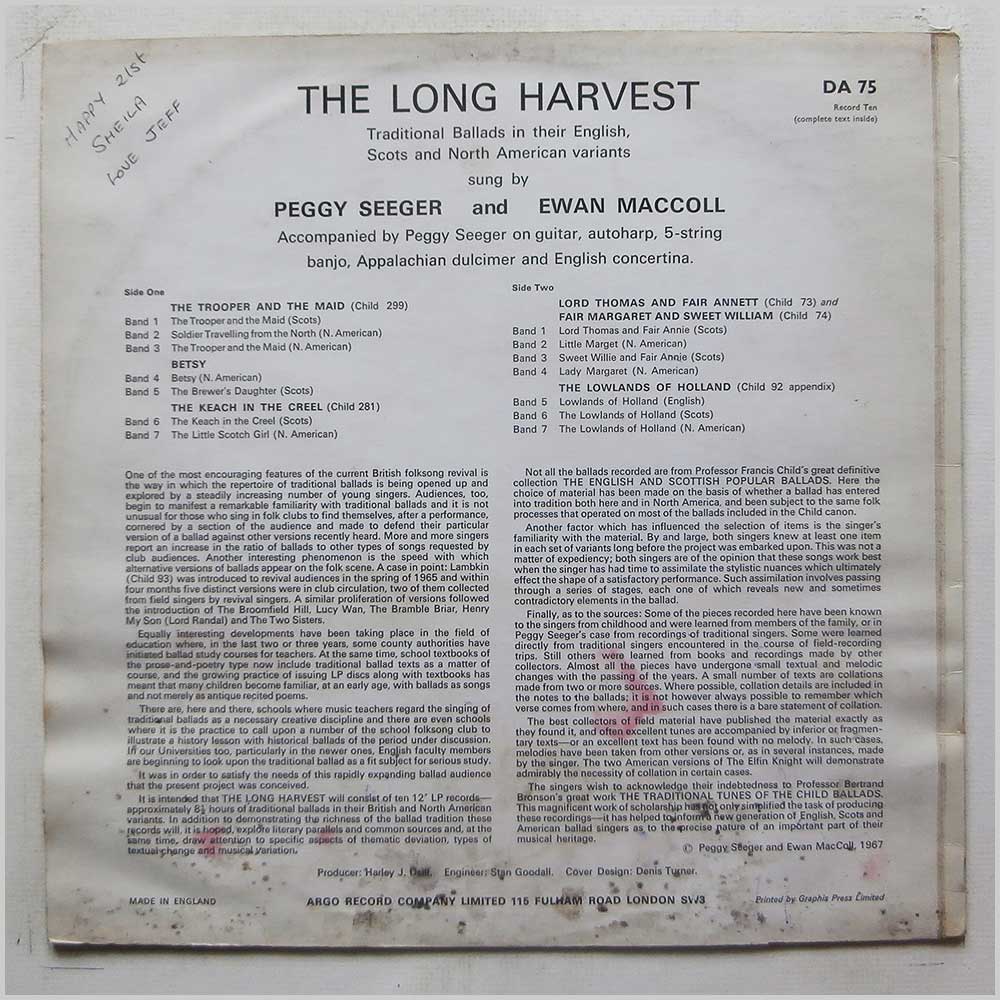 HAPPY 21st
SHEILA
LOVE JEFF
THE LONG HARVEST
DA 75
Record Ten
(complete text inside)
Traditional Ballads in their English,
Scots and North American variants
sung by
PEGGY SEEGER and EWAN MACCOLL
Accompanied by Peggy Seeger on guitar, autoharp, 5-string
banjo, Appalachian dulcimer and English concertina.
Side One
THE TROOPER AND THE MAID (Child 299)
Band 1 The Trooper and the Maid (Scots)
Band 2 Soldier Travelling from the North (N. American)
Band 3 The Trooper and the Maid (N. American)
BETSY
Band 4 Betsy (N. American)
Band 5 The Brewer's Daughter (Scots)
THE KEACH IN THE CREEL (Child 281)
Band 6 The Keach in the Creel (Scots)
Band 7 The Little Scotch Girl (N. American)
Side Two
LORD THOMAS AND FAIR ANNETT (Child 73) and
FAIR MARGARET AND SWEET WILLIAM (Child 74)
Band 1 Lord Thomas and Fair Annie (Scots)
Band 2 Little Marget (N. American)
Band 3 Sweet Willie and Fair Annie (Scots)
Band 4 Lady Margaret (N. American)
THE LOWLANDS OF HOLLAND (Child 92 appendix)
Band 5 Lowlands of Holland (English)
Band 6 The Lowlands of Holland (Scots)
Band 7 The Lowlands of Holland (N. American)
One of the most encouraging features of the current British folksong revival is
the way in which the repertoire of traditional ballads is being opened up and
explored by a steadily increasing number of young singers. Audiences, too,
begin to manifest a remarkable familiarity with traditional ballads and it is not
unusual for those who sing in folk clubs to find themselves, after a performance,
cornered by a section of the audience and made to defend their particular
version of a ballad against other versions recently heard. More and more singers
report an increase in the ratio of ballads to other types of songs requested by
club audiences. Another interesting phenomenon is the speed with which
alternative versions of ballads appear on the folk scene. A case in point: Lambkin
(Child 93) was introduced to revival audiences in the spring of 1965 and within
four months five distinct versions were in club circulation, two of them collected
from field singers by revival singers. A similar proliferation of versions followed
the introduction of The Broomfield Hill, Lucy Wan, The Bramble Briar, Henry
My Son (Lord Randal) and The Two Sisters.
Equally interesting developments have been taking place in the field of
education where, in the last two or three years, some county authorities have
initiated ballad study courses for teachers. At the same time, school textbooks of
the prose-and-poetry type now include traditional ballad texts as a matter of
course, and the growing practice of issuing LP discs along with textbooks has
meant that many children become familiar, at an early age, with ballads as songs
and not merely as antique recited poems.
There are, here and there, schools where music teachers regard the singing of
traditional ballads as a necessary creative discipline and there are even schools
where it is the practice to call upon a number of the school folksong club to
illustrate a history lesson with historical ballads of the period under discussion.
In our Universities too, particularly in the newer ones, English faculty members
are beginning to look upon the traditional ballad as a fit subject for serious study.
It was in order to satisfy the needs of this rapidly expanding ballad audience
that the present project was conceived.
It is intended that THE LONG HARVEST will consist of ten 12" LP records—
approximately 8½ hours of traditional ballads in their British and North American
variants. In addition to demonstrating the richness of the ballad tradition these
records will, it is hoped, explore literary parallels and common sources and, at the
same time, draw attention to specific aspects of thematic deviation, types of
textual change and musical variation.
Not all the ballads recorded are from Professor Francis Child's great definitive
collection THE ENGLISH AND SCOTTISH POPULAR BALLADS. Here the
choice of material has been made on the basis of whether a ballad has entered
into tradition both here and in North America, and been subject to the same folk
processes that operated on most of the ballads included in the Child canon.
Another factor which has influenced the selection of items is the singer's
familiarity with the material. By and large, both singers knew at least one item
in each set of variants long before the project was embarked upon. This was not a
matter of expediency; both singers are of the opinion that these songs work best
when the singer has had time to assimilate the stylistic nuances which ultimately
effect the shape of a satisfactory performance. Such assimilation involves passing
through a series of stages, each one of which reveals new and sometimes
contradictory elements in the ballad.
Finally, as to the sources: Some of the pieces recorded here have been known
to the singers from childhood and were learned from members of the family, or in
Peggy Seeger's case from recordings of traditional singers. Some were learned
directly from traditional singers encountered in the course of field-recording
trips. Still others were learned from books and recordings made by other
collectors. Almost all the pieces have undergone small textual and melodic
changes with the passing of the years. A small number of texts are collations
made from two or more sources. Where possible, collation details are included in
the notes to the ballads; it is not however always possible to remember which
verse comes from where, and in such cases there is a bare statement of collation.
The best collectors of field material have published the material exactly as
they found it, and often excellent tunes are accompanied by inferior or fragmen-
tary texts—or an excellent text has been found with no melody. In such cases,
melodies have been taken from other versions or, as in several instances, made
by the singer. The two American versions of The Elfin Knight will demonstrate
admirably the necessity of collation in certain cases.
The singers wish to acknowledge their indebtedness to Professor Bertrand
Bronson's great work THE TRADITIONAL TUNES OF THE CHILD BALLADS.
This magnificent work of scholarship has not only simplified the task of producing
these recordings—it has helped to inform a new generation of English, Scots and
American ballad singers as to the precise nature of an important part of their
musical heritage.
© Peggy Seeger and Ewan MacColl, 1967
Producer: Harley J. Usill. Engineer: Stan Goodall. Cover Design: Denis Turner.
MADE IN ENGLAND
ARGO RECORD COMPANY LIMITED 115 FULHAM ROAD LONDON SW3
Printed by Graphis Press Limited